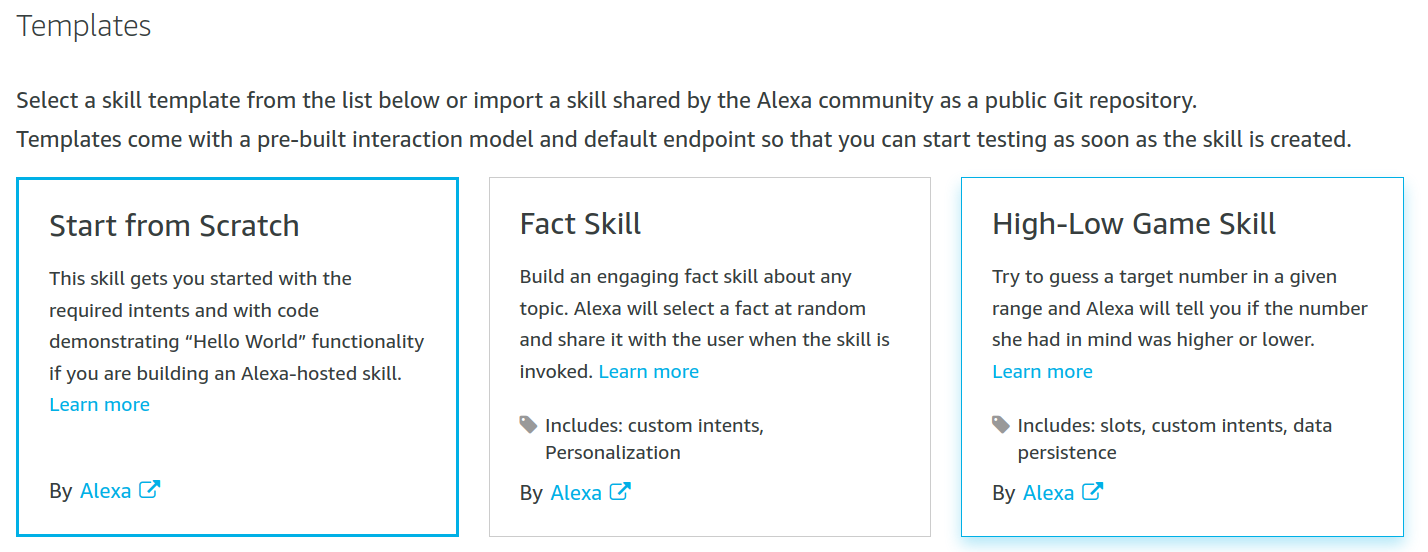 Templates
Select a skill template from the list below or import a skill shared by the Alexa community as a public Git repository.
Templates come with a pre-built interaction model and default endpoint so that you can start testing as soon as the skill is created.
Start from Scratch
This skill gets you started with the
required intents and with code
demonstrating “Hello World” functionality
if you are building an Alexa-hosted skill.
Learn more
By Alexa
Fact Skill
Build an engaging fact skill about any
topic. Alexa will select a fact at random
and share it with the user when the skill is
invoked. Learn more
Includes: custom intents,
Personalization
By Alexa
High-Low Game Skill
Try to guess a target number in a given
range and Alexa will tell you if the number
she had in mind was higher or lower.
Learn more
Includes: slots, custom intents, data
persistence
By Alexa